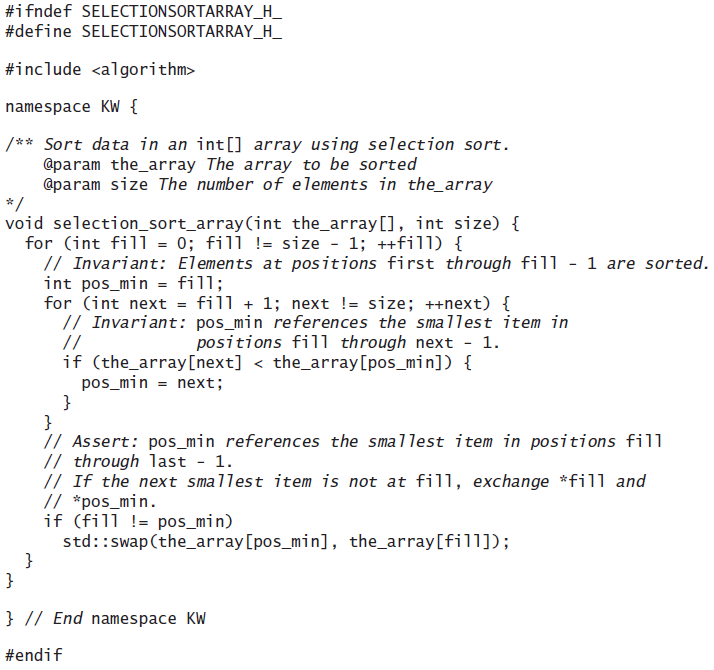 #ifndef SELECTIONSORTARRAY_H_
#define SELECTIONSORTARRAY_H_

#include <algorithm>

namespace KW {

/** Sort data in an int[] array using selection sort.
    @param the_array The array to be sorted
    @param size The number of elements in the_array
*/
void selection_sort_array(int the_array[], int size) {
  for (int fill = 0; fill != size - 1; ++fill) {
    // Invariant: Elements at positions first through fill - 1 are sorted.
    int pos_min = fill;
    for (int next = fill + 1; next != size; ++next) {
      // Invariant: pos_min references the smallest item in
      //            positions fill through next - 1.
      if (the_array[next] < the_array[pos_min]) {
        pos_min = next;
      }
    }
    // Assert: pos_min references the smallest item in positions fill
    // through last - 1.
    // If the next smallest item is not at fill, exchange *fill and
    // *pos_min.
    if (fill != pos_min)
      std::swap(the_array[pos_min], the_array[fill]);
  }
}

} // End namespace KW

#endif